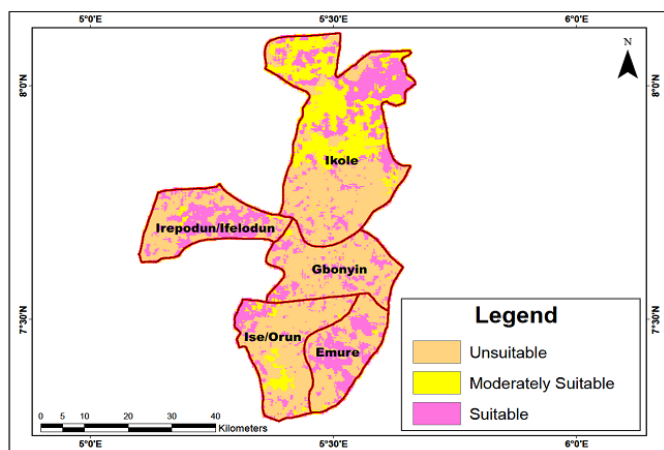 5°0'E 5°30'E 6°0'E
N
8°0'N 8°0'N
Ikole
Irepodun/Ifelodun
Gbonyin
7°30'N 7°30'N
Ise/Orun
Emure
Legend
Unsuitable
Moderately Suitable
Suitable
0 5 10 20 30 40
Kilometers
5°0'E 5°30'E 6°0'E